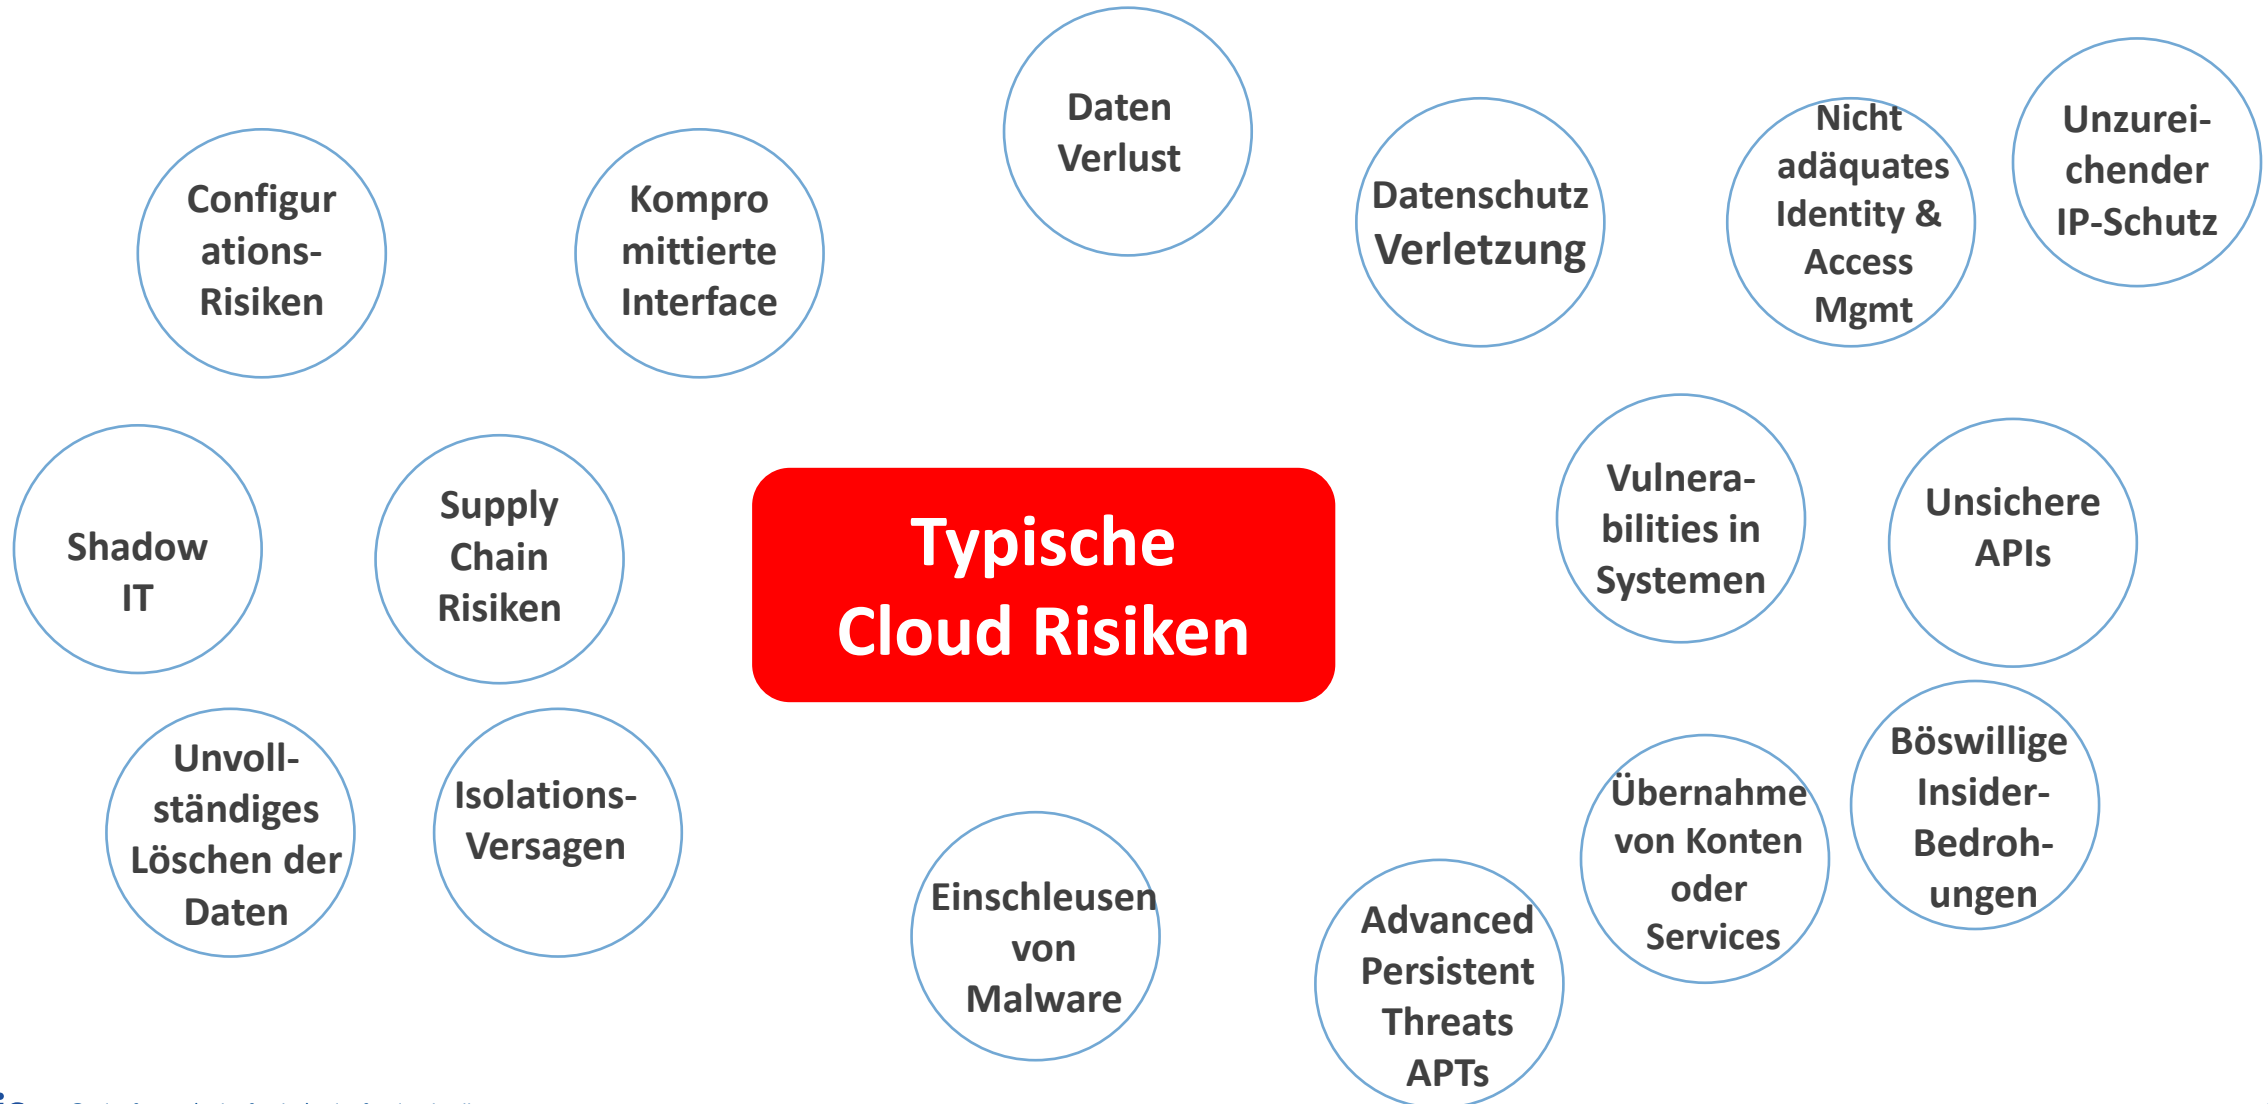 Daten
Verlust
Configur
ations-
Risiken
Kompro
mittierte
Interface
Datenschutz
Verletzung
Nicht
adäquates
Identity &
Access
Mgmt
Unzurei-
chender
IP-Schutz
Shadow
IT
Supply
Chain
Risiken
Typische
Cloud Risiken
Vulnera-
bilities in
Systemen
Unsichere
APIs
Unvoll-
ständiges
Löschen der
Daten
Isolations-
Versagen
Einschleusen
von
Malware
Advanced
Persistent
Threats
APTs
Übernahme
von Konten
oder
Services
Böswillige
Insider-
Bedroh-
ungen